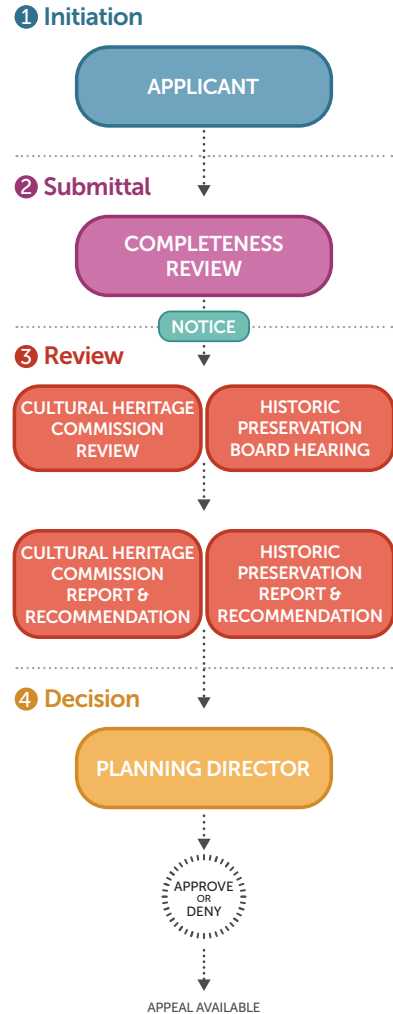 1 Initiation
APPLICANT
2 Submittal
COMPLETENESS
REVIEW
NOTICE
3 Review
CULTURAL HERITAGE
COMMISSION
REVIEW
HISTORIC
PRESERVATION
BOARD HEARING
CULTURAL HERITAGE
COMMISSION
REPORT &
RECOMMENDATION
HISTORIC
PRESERVATION
REPORT &
RECOMMENDATION
4 Decision
PLANNING DIRECTOR
APPROVE
OR
DENY
APPEAL AVAILABLE